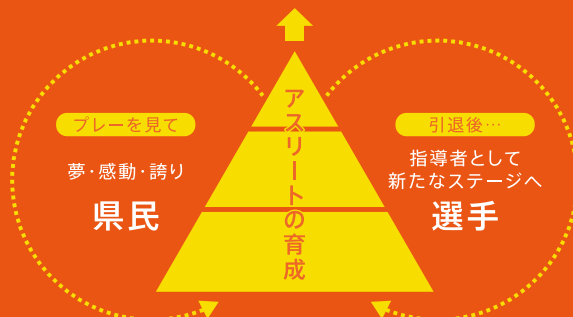 プレーを見て
夢・感動・誇り
県民
アスリートの育成
引退後…
指導者として
新たなステージへ
選手